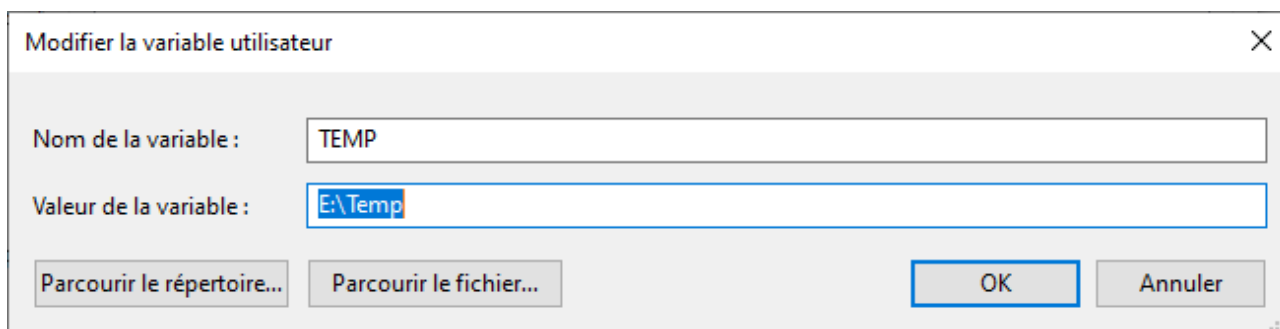 Modifier la variable utilisateur
Nom de la variable : TEMP
Valeur de la variable : E:\Temp
Parcourir le répertoire... Parcourir le fichier... OK Annuler